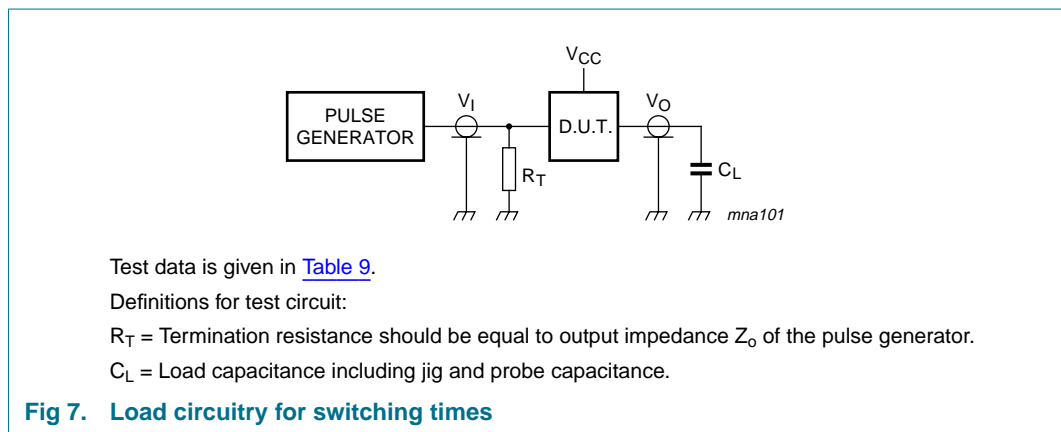 VCC
PULSE
GENERATOR
VI
D.U.T.
VO
RT
CL
mna101
Test data is given in Table 9.
Definitions for test circuit:
RT = Termination resistance should be equal to output impedance Zo of the pulse generator.
CL = Load capacitance including jig and probe capacitance.
Fig 7. Load circuitry for switching times